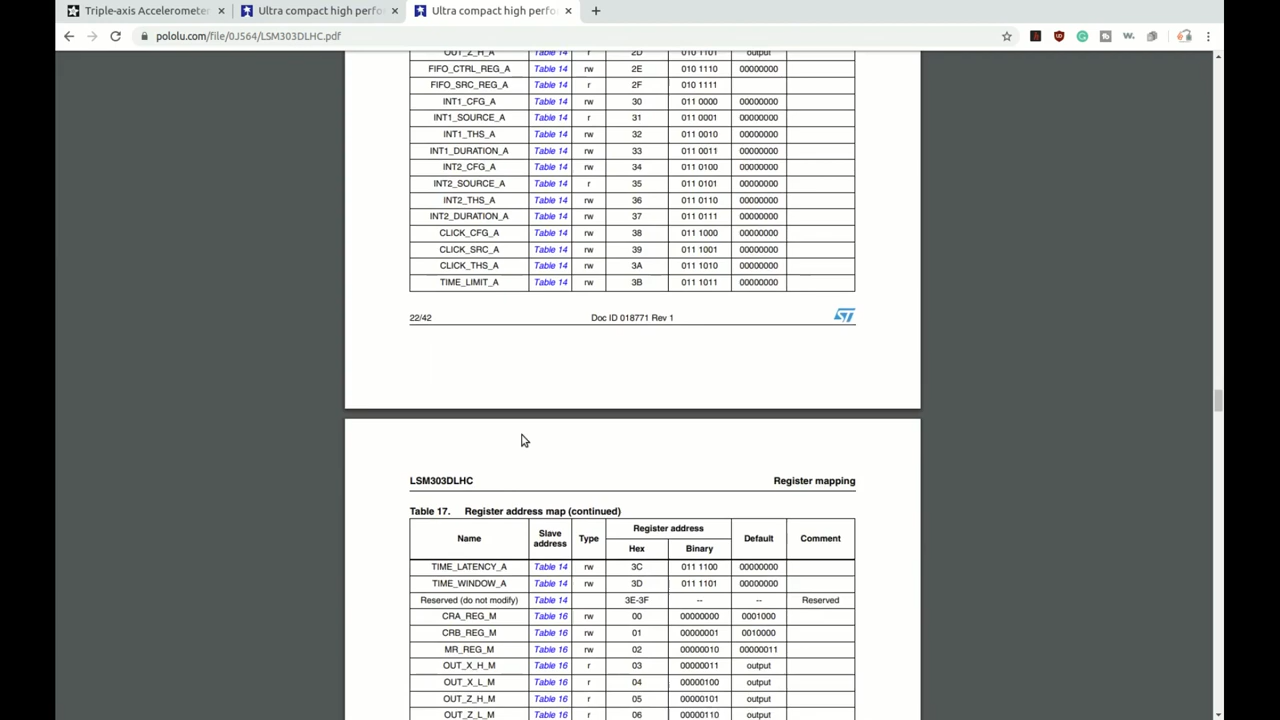 Triple-axis Accelerometer
Ultra compact high perfo
Ultra compact high perfo
pololu.com/file/0J564/LSM303DLHC.pdf
OUT_Z_H_A Table 14 r 2D 010 1101 output
FIFO_CTRL_REG_A Table 14 rw 2E 010 1110 00000000
FIFO_SRC_REG_A Table 14 r 2F 010 1111
INT1_CFG_A Table 14 rw 30 011 0000 00000000
INT1_SOURCE_A Table 14 r 31 011 0001 00000000
INT1_THS_A Table 14 rw 32 011 0010 00000000
INT1_DURATION_A Table 14 rw 33 011 0011 00000000
INT2_CFG_A Table 14 rw 34 011 0100 00000000
INT2_SOURCE_A Table 14 r 35 011 0101 00000000
INT2_THS_A Table 14 rw 36 011 0110 00000000
INT2_DURATION_A Table 14 rw 37 011 0111 00000000
CLICK_CFG_A Table 14 rw 38 011 1000 00000000
CLICK_SRC_A Table 14 rw 39 011 1001 00000000
CLICK_THS_A Table 14 rw 3A 011 1010 00000000
TIME_LIMIT_A Table 14 rw 3B 011 1011 00000000
22/42 Doc ID 018771 Rev 1 ST
LSM303DLHC Register mapping
Table 17. Register address map (continued)
Name Slave address Type Register address Default Comment
Hex Binary
TIME_LATENCY_A Table 14 rw 3C 011 1100 00000000
TIME_WINDOW_A Table 14 rw 3D 011 1101 00000000
Reserved (do not modify) Table 14 3E-3F -- -- Reserved
CRA_REG_M Table 16 rw 00 00000000 0001000
CRB_REG_M Table 16 rw 01 00000001 0010000
MR_REG_M Table 16 rw 02 00000010 00000011
OUT_X_H_M Table 16 r 03 00000011 output
OUT_X_L_M Table 16 r 04 00000100 output
OUT_Z_H_M Table 16 r 05 00000101 output
OUT_Z_L_M Table 16 r 06 00000110 output